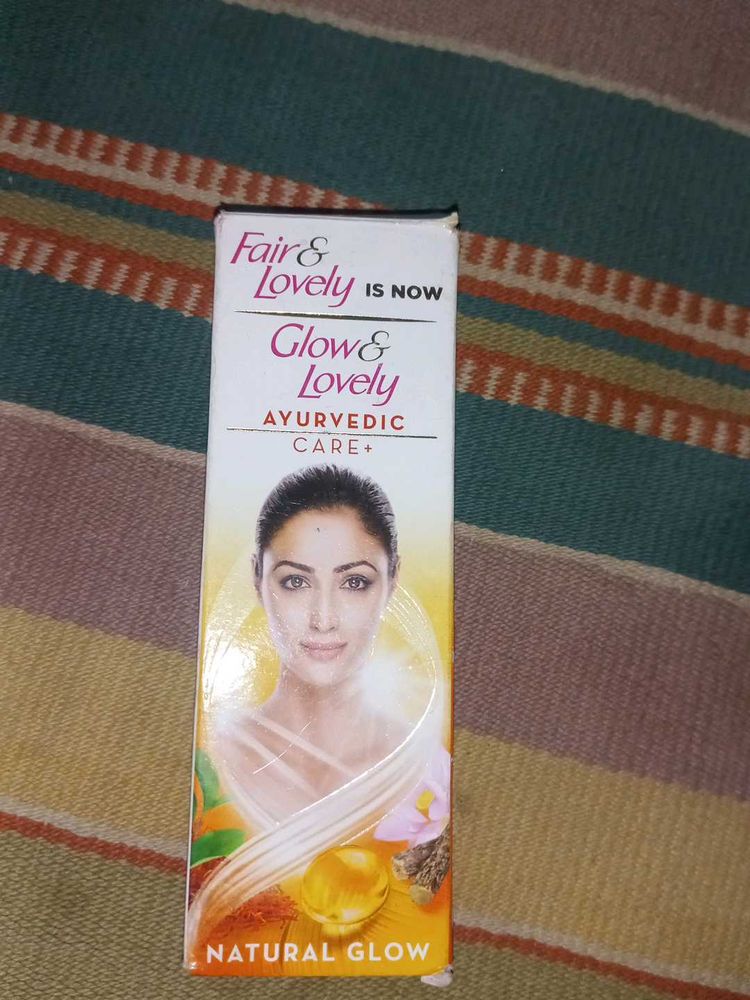 Fair &
Lovely IS NOW
Glow &
Lovely
AYURVEDIC
CARE+
NATURAL GLOW